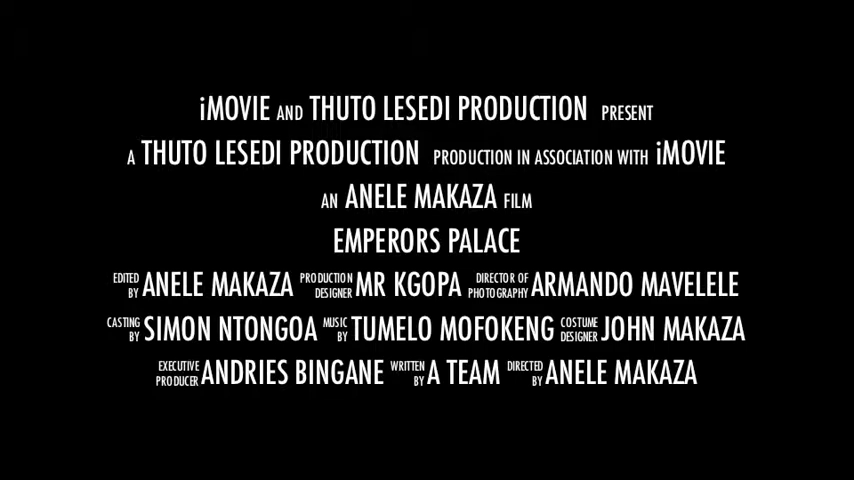 iMOVIE AND THUTO LESEDI PRODUCTION PRESENT
A THUTO LESEDI PRODUCTION PRODUCTION IN ASSOCIATION WITH iMOVIE
AN ANELE MAKAZA FILM
EMPERORS PALACE
EDITED BY ANELE MAKAZA PRODUCTION DESIGNER MR KGOPA DIRECTOR OF PHOTOGRAPHY ARMANDO MAVELELE
CASTING BY SIMON NTONGOA MUSIC BY TUMELO MOFOKENG COSTUME DESIGNER JOHN MAKAZA
EXECUTIVE PRODUCER ANDRIES BINGANE WRITTEN BY A TEAM DIRECTED BY ANELE MAKAZA